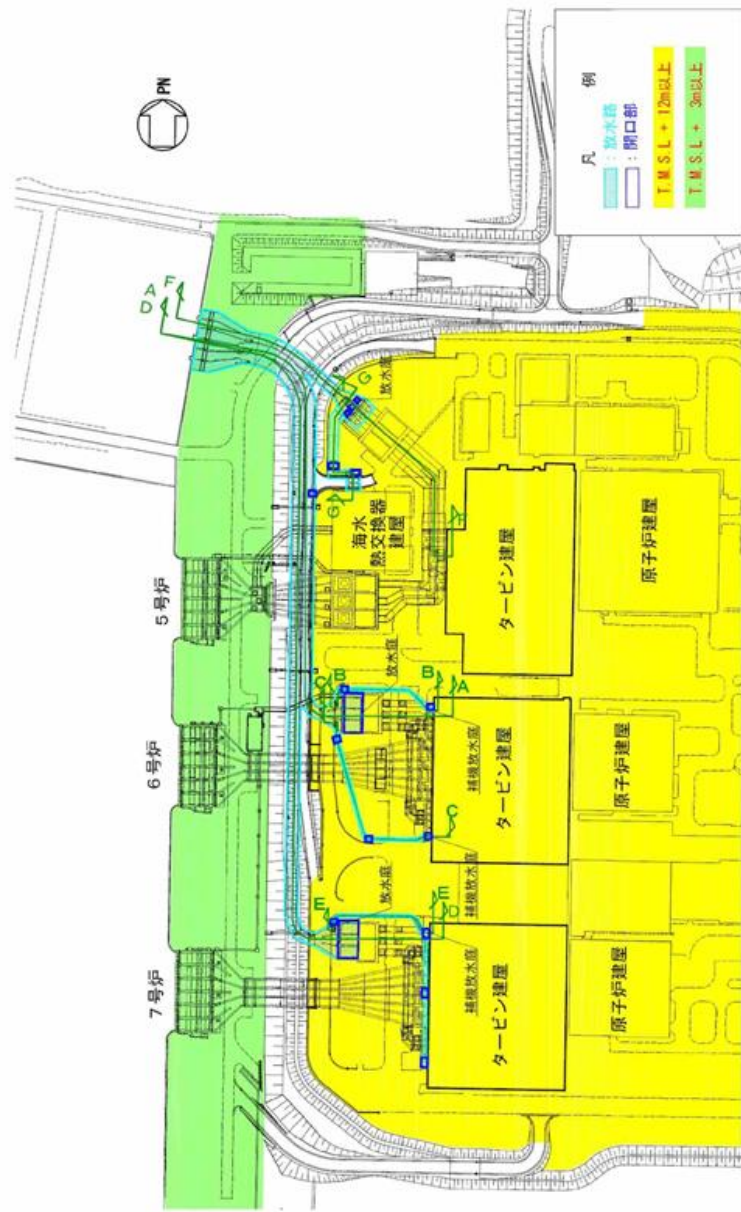 PN
A
F
D
5号炉
6号炉
7号炉
G
放水庭
G
海水
熱交換器
建屋
F
タービン建屋
原子炉建屋
放水庭
C
B
B
A
補機放水庭
C
タービン建屋
原子炉建屋
補機放水庭
放水庭
E
E
D
補機放水庭
タービン建屋
原子炉建屋
凡 例
：放水路
：開口部
T.M.S.L.＋12m以上
T.M.S.L.＋ 3m以上